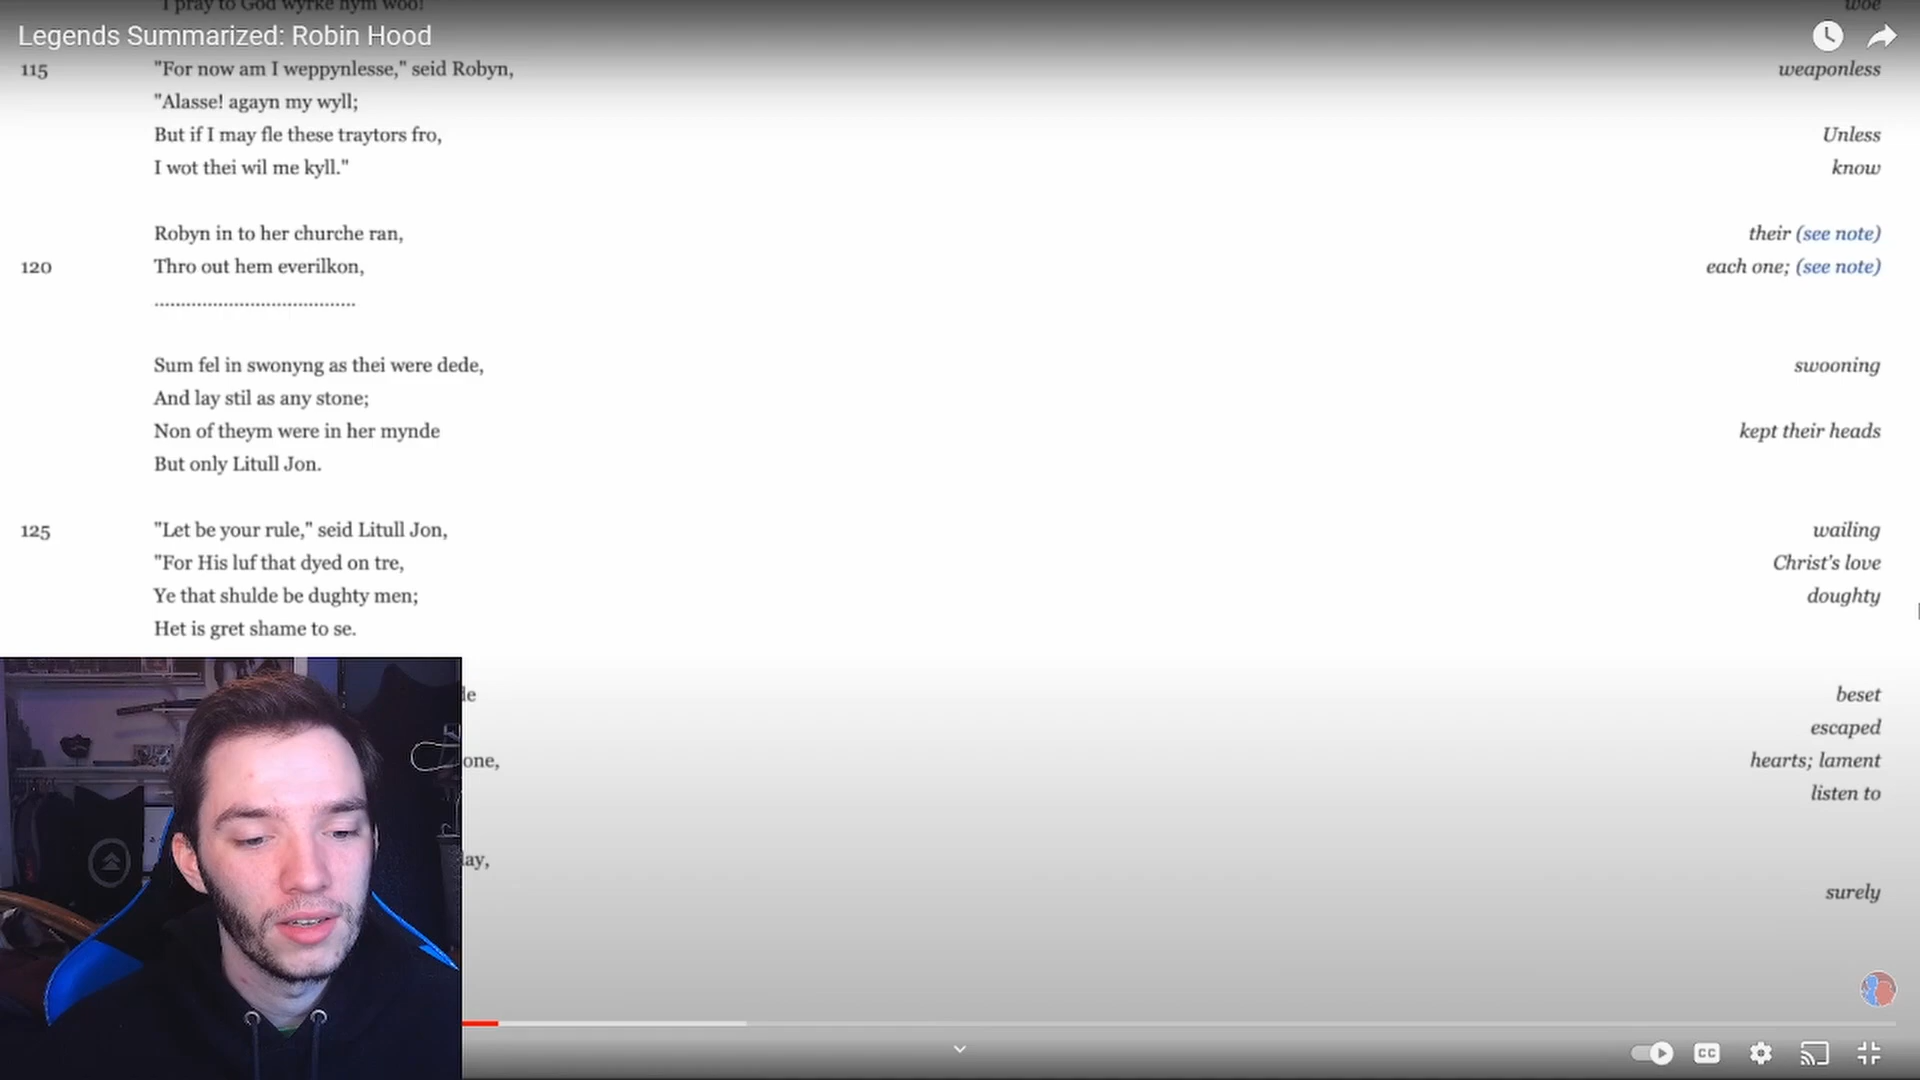 "I pray to God wyrke hym woo!
woe
Legends Summarized: Robin Hood
115 "For now am I weppynlesse," seid Robyn, weaponless
"Alasse! agayn my wyll;
But if I may fle these traytors fro, Unless
I wot thei wil me kyll." know
Robyn in to her churche ran, their (see note)
120 Thro out hem everilkon, each one; (see note)
......................................
Sum fel in swonyng as thei were dede, swooning
And lay stil as any stone;
Non of theym were in her mynde kept their heads
But only Litull Jon.
125 "Let be your rule," seid Litull Jon, wailing
"For His luf that dyed on tre, Christ's love
Ye that shulde be dughty men; doughty
Het is gret shame to se.
beset
escaped
one, hearts; lament
listen to
ay,
surely
CC